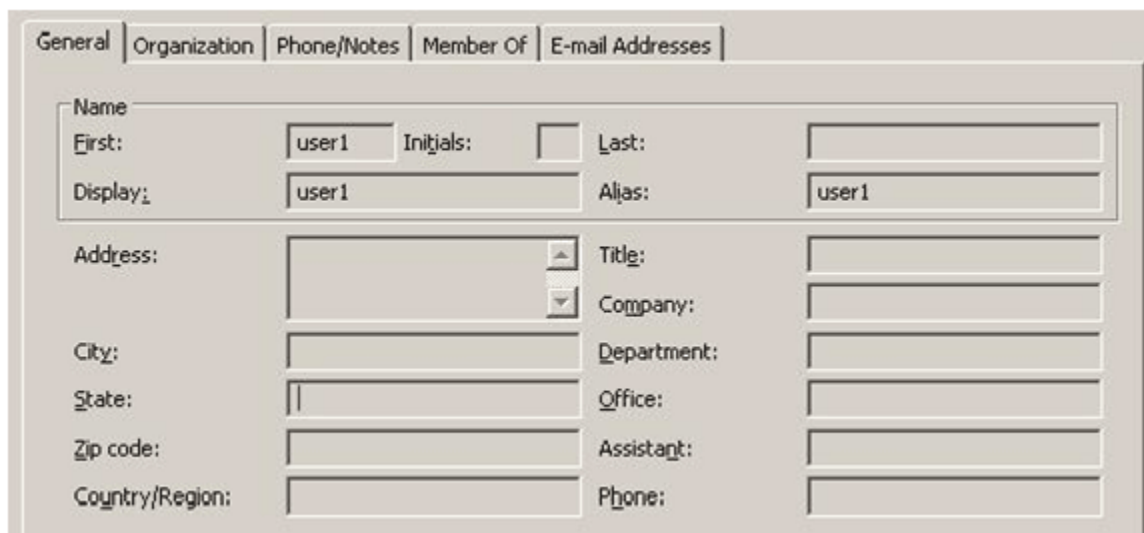 General Organization Phone/Notes Member Of E-mail Addresses
Name
First: user1 Initials: Last:
Display: user1 Alias: user1
Address: Title:
Company:
City: Department:
State: Office:
Zip code: Assistant:
Country/Region: Phone: